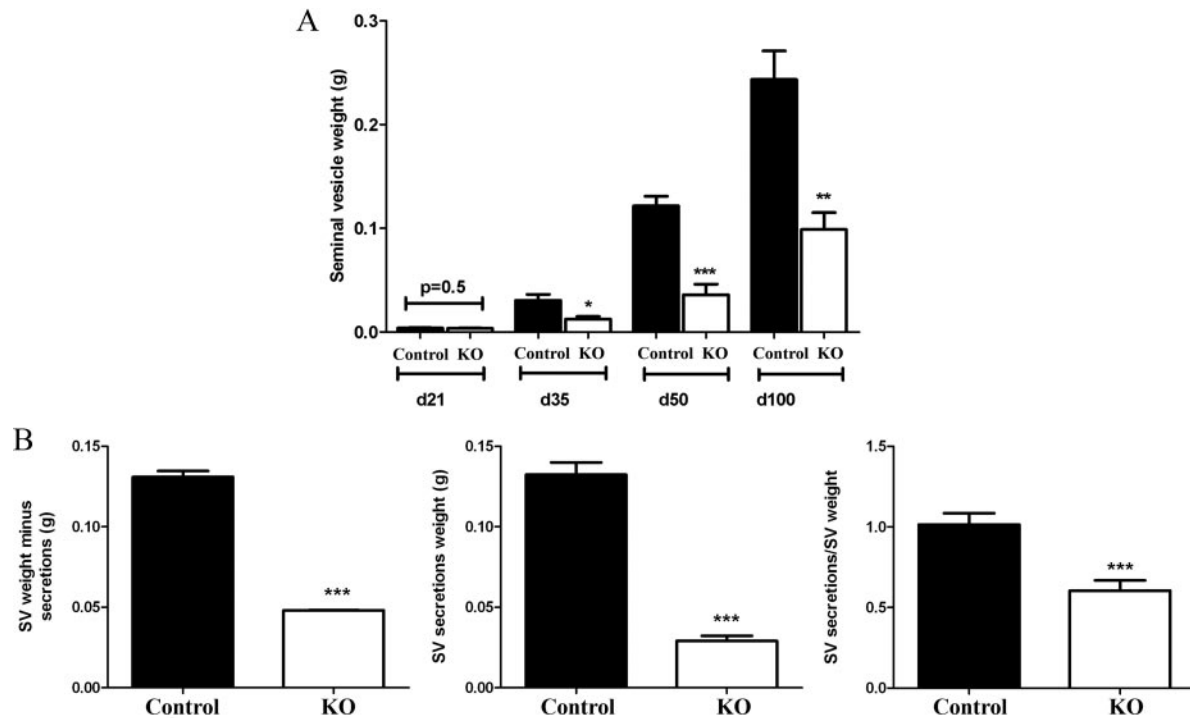 A
Seminal vesicle weight (g)
0.3
0.2
0.1
0.0
p=0.5
*
***
**
Control KO Control KO Control KO Control KO
d21 d35 d50 d100
B
SV weight minus
secretions (g)
0.15
0.10
0.05
0.00
***
Control KO
SV secretions weight (g)
0.15
0.10
0.05
0.00
***
Control KO
SV secretions/SV weight
1.5
1.0
0.5
0.0
***
Control KO